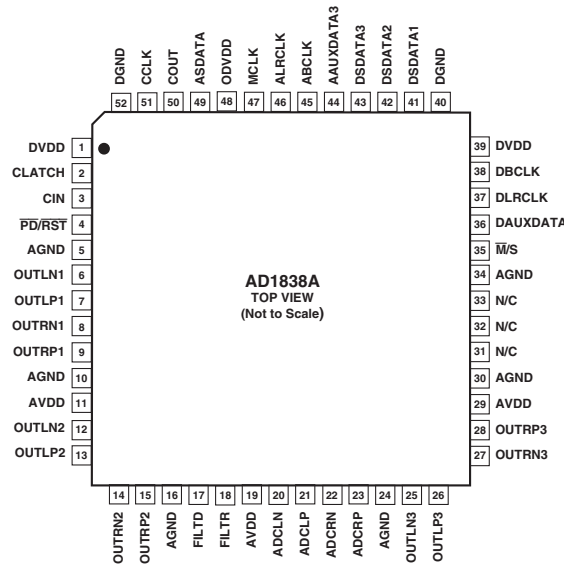 DGND
CCLK
COUT
ASDATA
ODVDD
MCLK
ALRCLK
ABCLK
AAUXDATA3
DSDATA3
DSDATA2
DSDATA1
DGND
52 51 50 49 48 47 46 45 44 43 42 41 40
DVDD 1
CLATCH 2
CIN 3
PD/RST 4
AGND 5
OUTLN1 6
OUTLP1 7
OUTRN1 8
OUTRP1 9
AGND 10
AVDD 11
OUTLN2 12
OUTLP2 13
AD1838A
TOP VIEW
(Not to Scale)
39 DVDD
38 DBCLK
37 DLRCLK
36 DAUXDATA
35 M/S
34 AGND
33 N/C
32 N/C
31 N/C
30 AGND
29 AVDD
28 OUTRP3
27 OUTRN3
14 15 16 17 18 19 20 21 22 23 24 25 26
OUTRN2
OUTRP2
AGND
FILTD
FILTR
AVDD
ADCLN
ADCLP
ADCRN
ADCRP
AGND
OUTLN3
OUTLP3